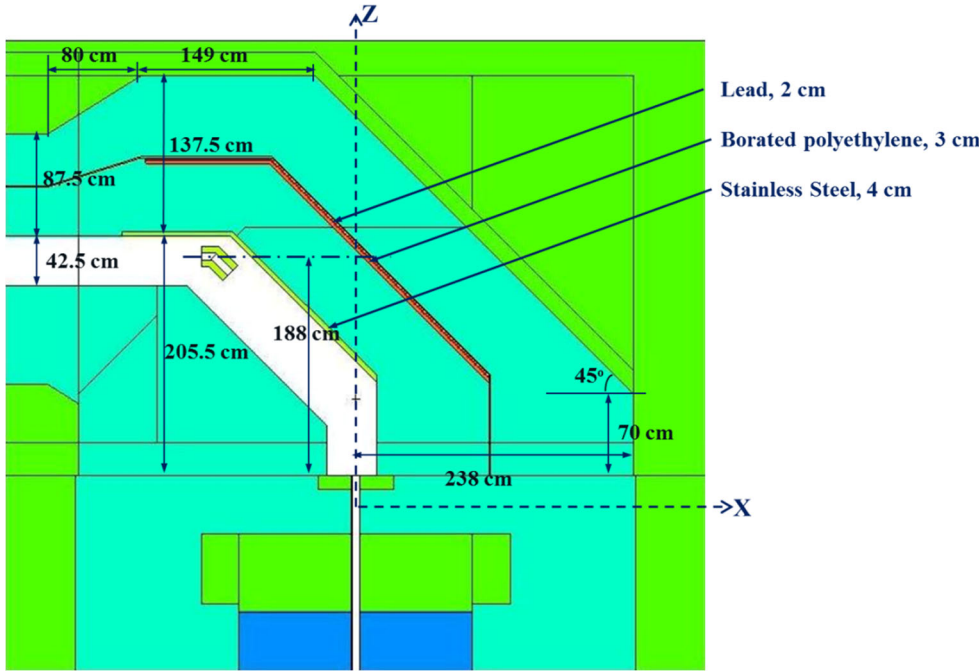 Z
80 cm
149 cm
Lead, 2 cm
137.5 cm
Borated polyethylene, 3 cm
87.5 cm
Stainless Steel, 4 cm
42.5 cm
188 cm
205.5 cm
45º
70 cm
238 cm
X